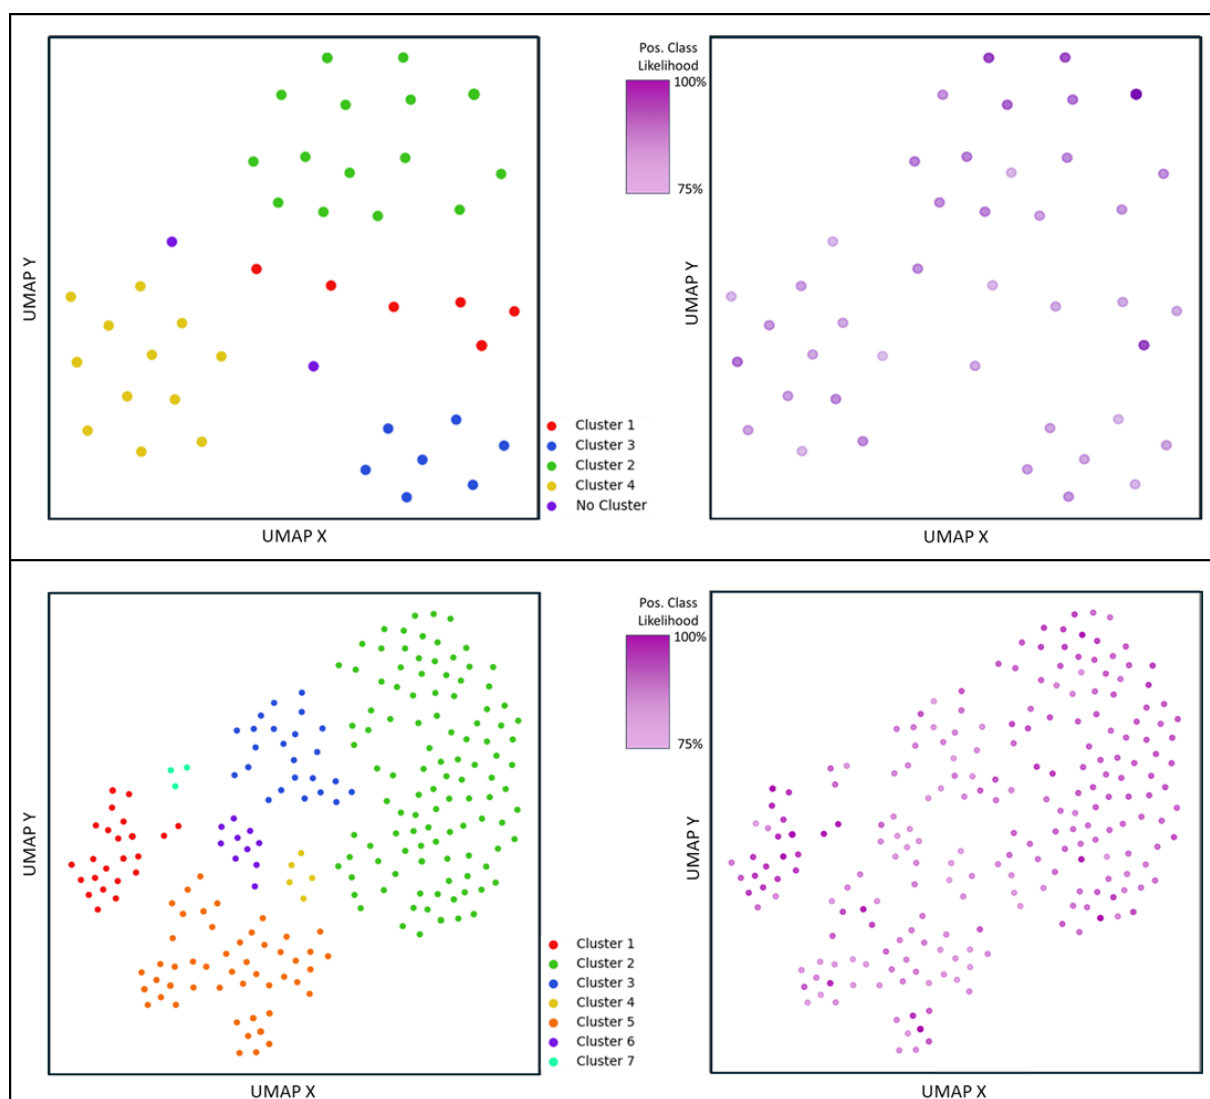 Pos. Class
Likelihood
100%
75%
UMAP Y
UMAP Y
Cluster 1
Cluster 3
Cluster 2
Cluster 4
No Cluster
UMAP X
UMAP X
Pos. Class
Likelihood
100%
75%
UMAP Y
UMAP Y
Cluster 1
Cluster 2
Cluster 3
Cluster 4
Cluster 5
Cluster 6
Cluster 7
UMAP X
UMAP X